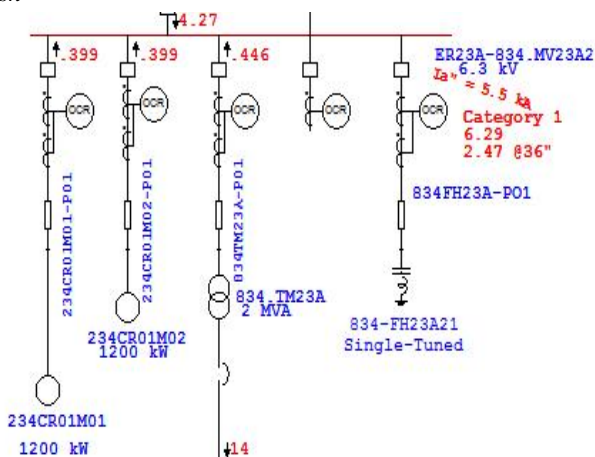 4.27
.399
.399
.446
ER23A-834.MV23A2
6.3 kV
Ia" = 5.5 kA
OCR
OCR
OCR
OCR
OCR
Category 1
6.29
2.47 @36"
234CR01M01-P01
234CR01M02-P01
834TM23A-P01
834FH23A-PO1
834.TM23A
2 MVA
834-FH23A21
Single-Tuned
234CR01M02
1200 kW
234CR01M01
1200 kW
14